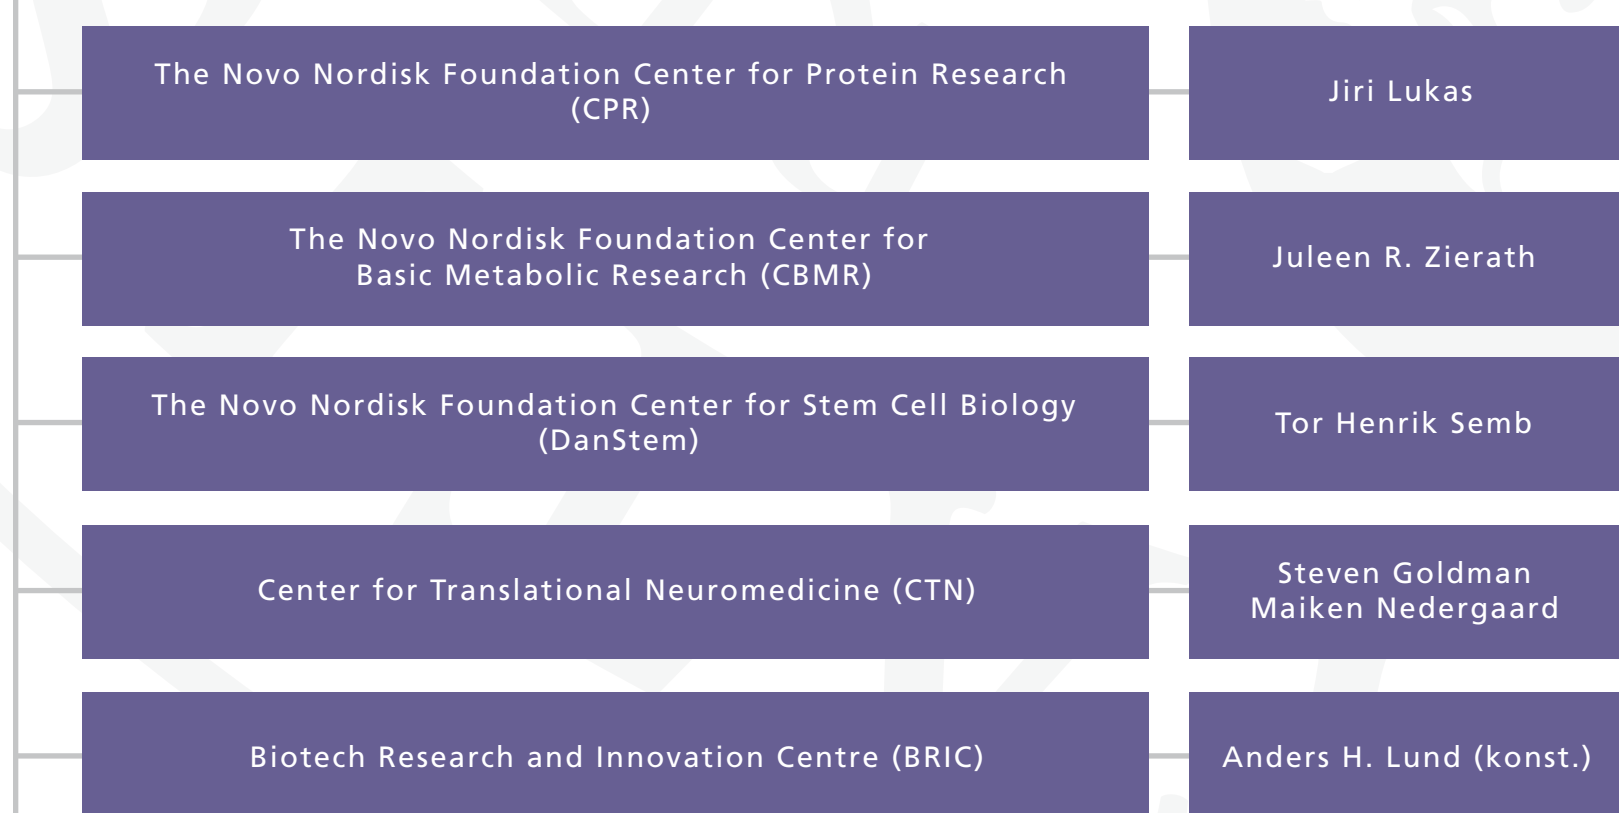 The Novo Nordisk Foundation Center for Protein Research
(CPR)
Jiri Lukas
The Novo Nordisk Foundation Center for
Basic Metabolic Research (CBMR)
Juleen R. Zierath
The Novo Nordisk Foundation Center for Stem Cell Biology
(DanStem)
Tor Henrik Semb
Center for Translational Neuromedicine (CTN)
Steven Goldman
Maiken Nedergaard
Biotech Research and Innovation Centre (BRIC)
Anders H. Lund (konst.)